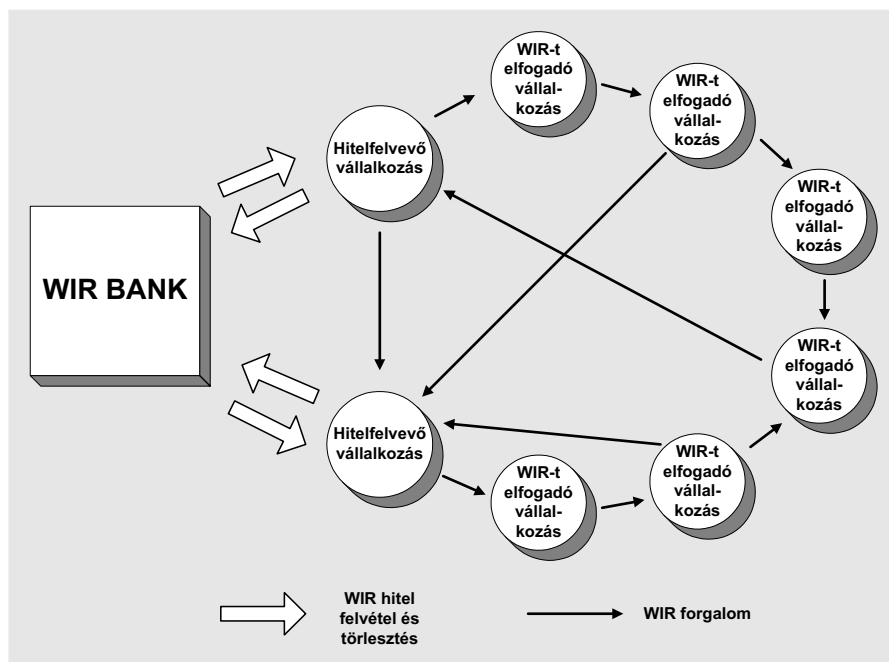 WIR-t
elfogadó
vállal-
kozás
WIR-t
elfogadó
vállal-
kozás
Hitelfelvevő
vállalkozás
WIR-t
elfogadó
vállal-
kozás
WIR BANK
WIR-t
elfogadó
vállal-
kozás
Hitelfelvevő
vállalkozás
WIR-t
elfogadó
vállal-
kozás
WIR-t
elfogadó
vállal-
kozás
WIR hitel
felvétel és
törlesztés
WIR forgalom